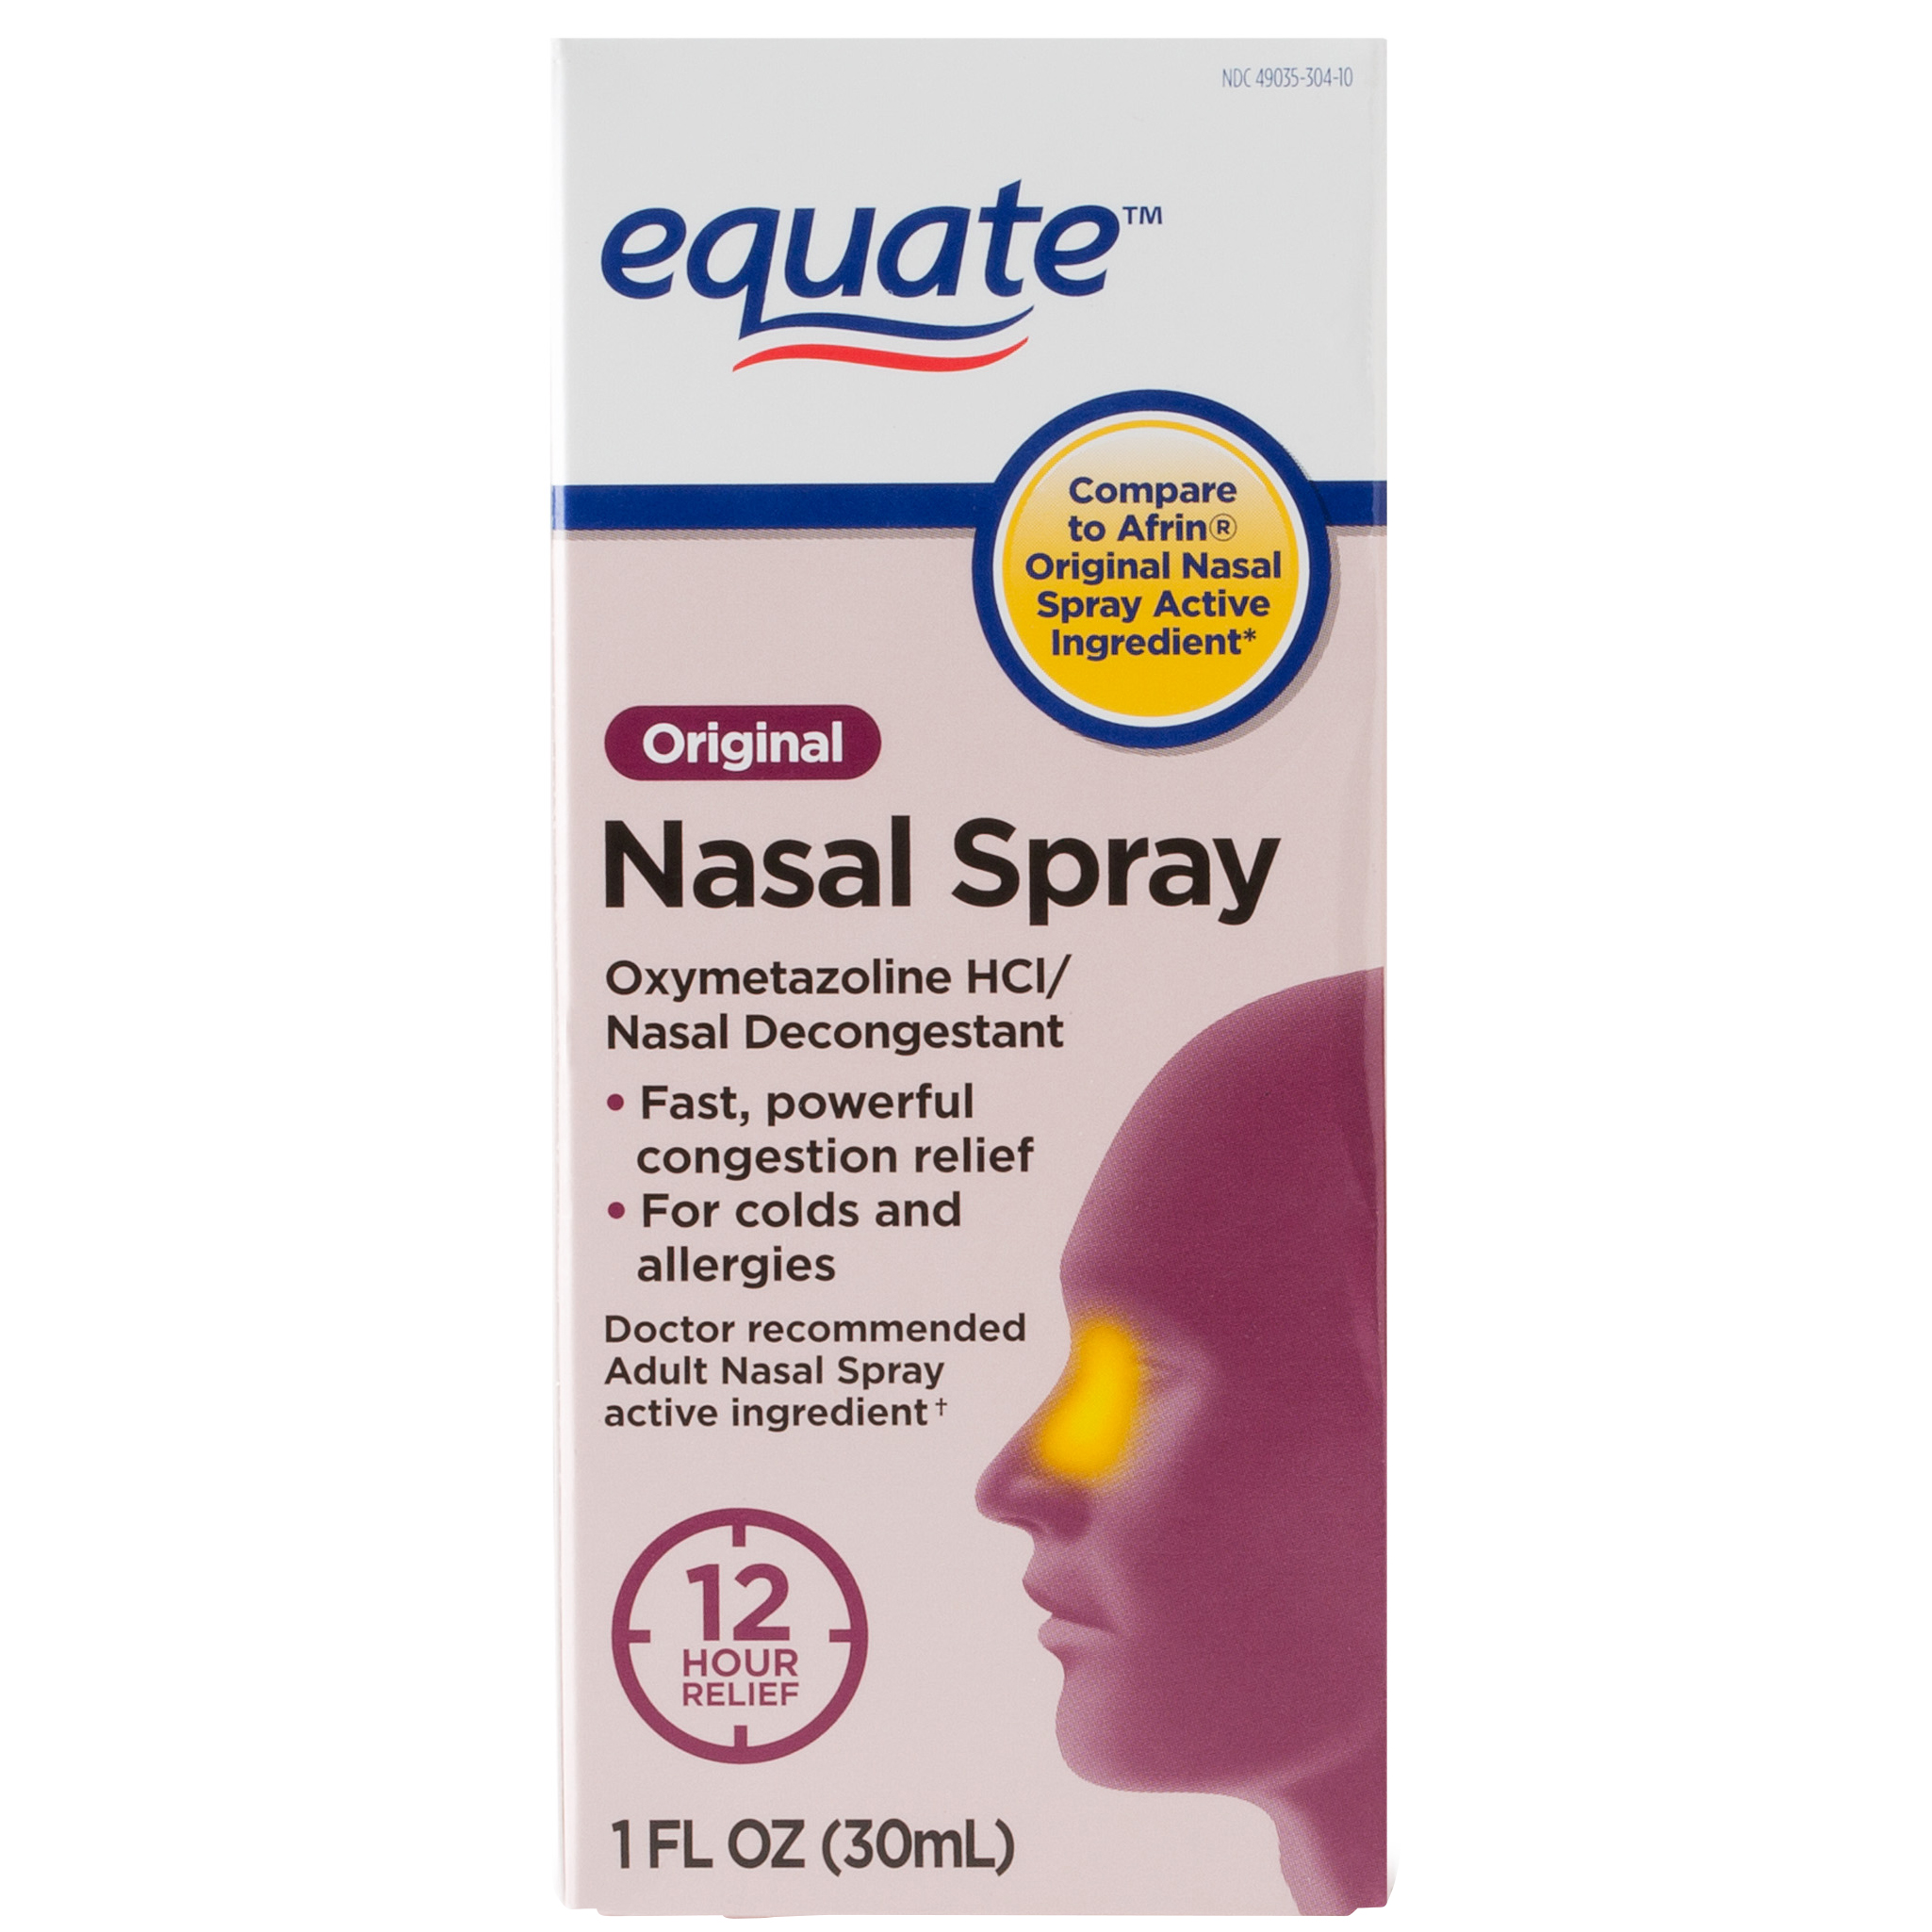 NDC 49035-304-10
equate™
Compare
to Afrin®
Original Nasal
Spray Active
Ingredient*
Original
Nasal Spray
Oxymetazoline HCl/
Nasal Decongestant
• Fast, powerful
congestion relief
• For colds and
allergies
Doctor recommended
Adult Nasal Spray
active ingredient†
12
HOUR
RELIEF
1 FL OZ (30mL)